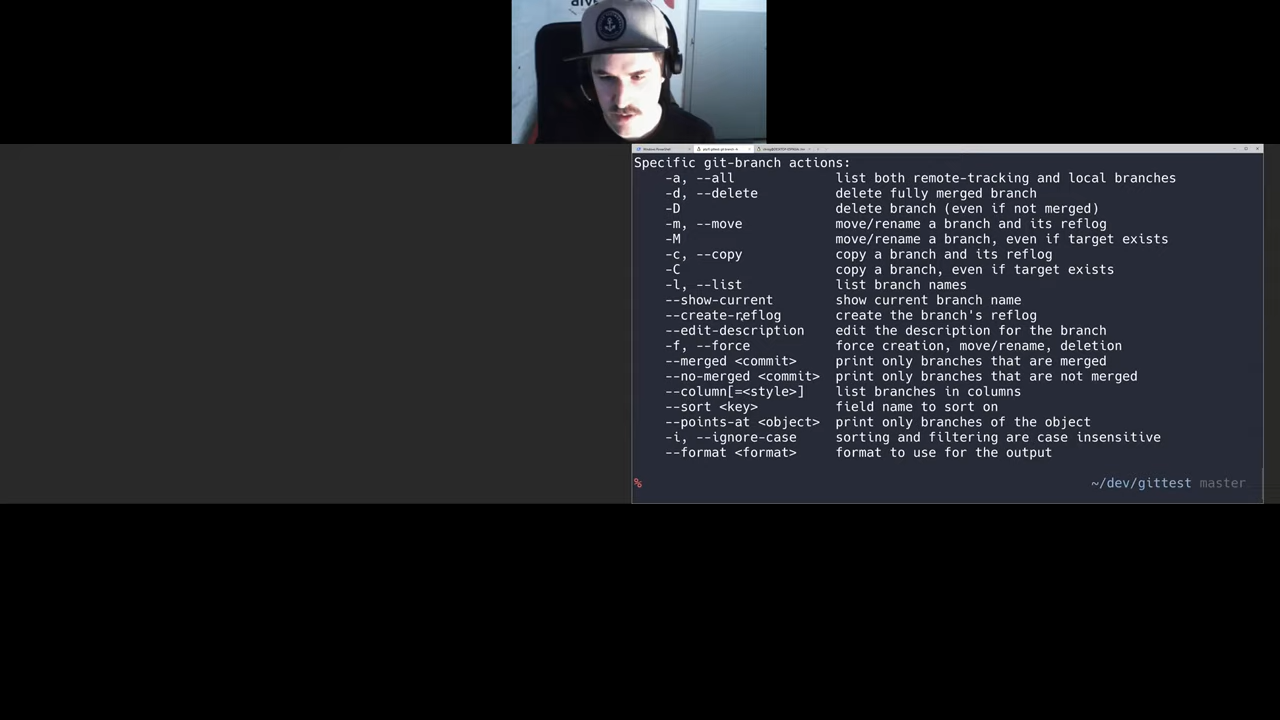 Specific git-branch actions:
-a, --all list both remote-tracking and local branches
-d, --delete delete fully merged branch
-D delete branch (even if not merged)
-m, --move move/rename a branch and its reflog
-M move/rename a branch, even if target exists
-c, --copy copy a branch and its reflog
-C copy a branch, even if target exists
-l, --list list branch names
--show-current show current branch name
--create-reflog create the branch's reflog
--edit-description edit the description for the branch
-f, --force force creation, move/rename, deletion
--merged <commit> print only branches that are merged
--no-merged <commit> print only branches that are not merged
--column[=<style>] list branches in columns
--sort <key> field name to sort on
--points-at <object> print only branches of the object
-i, --ignore-case sorting and filtering are case insensitive
--format <format> format to use for the output
% ~/dev/gittest master